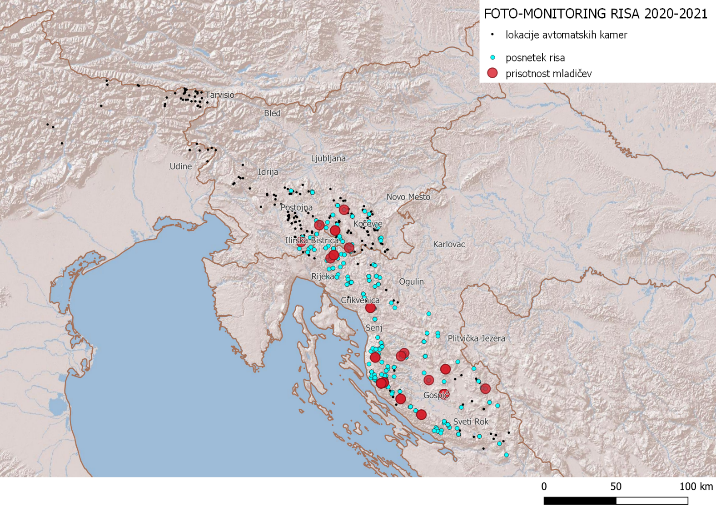 FOTO-MONITORING RISA 2020-2021
lokacije avtomatskih kamer
posnetek risa
prisotnost mladičev
Tarvisio
Bled
Ljubljana
Udine
Idrija
Novo Mesto
Postojna
Kočevje
Ilirska Bistrica
Karlovac
Rijeka
Ogulin
Crikvenica
Senj
Plitvička Jezera
Gospić
Sveti Rok
0 50 100 km